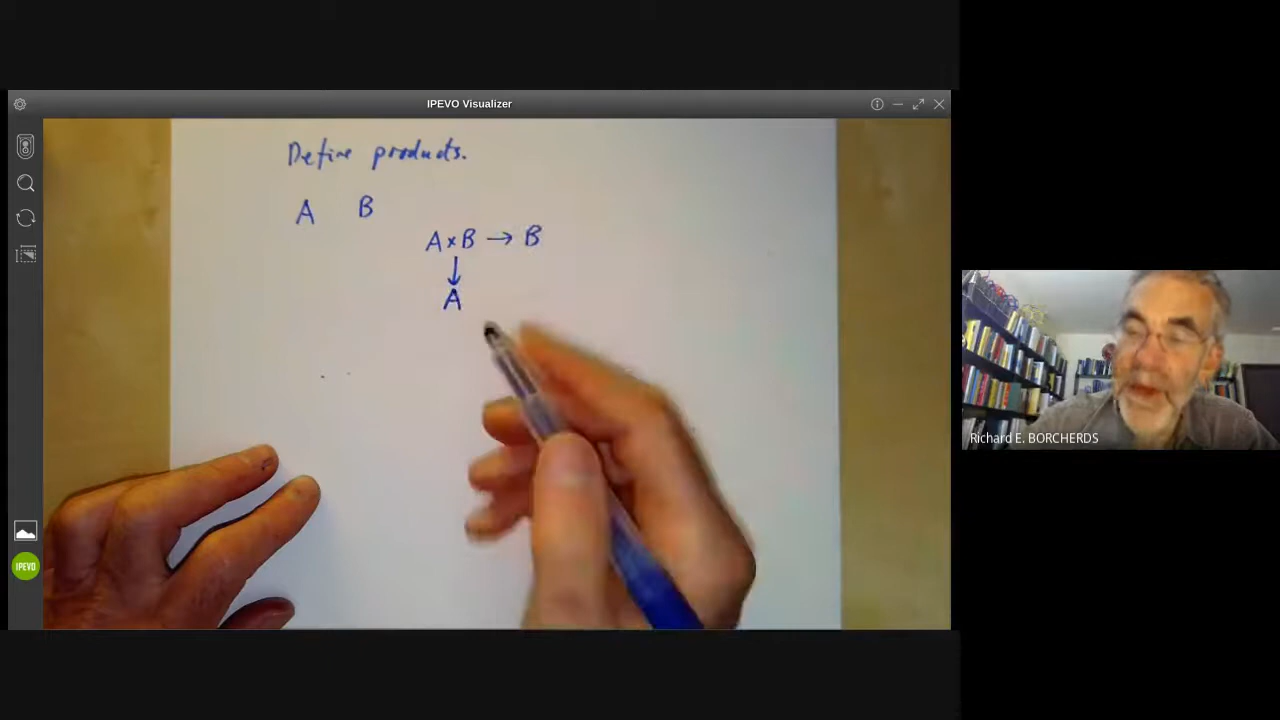 IPEVO Visualizer
Define products.
A B
A × B → B
↓
A
IPEVO
Richard E. BORCHERDS